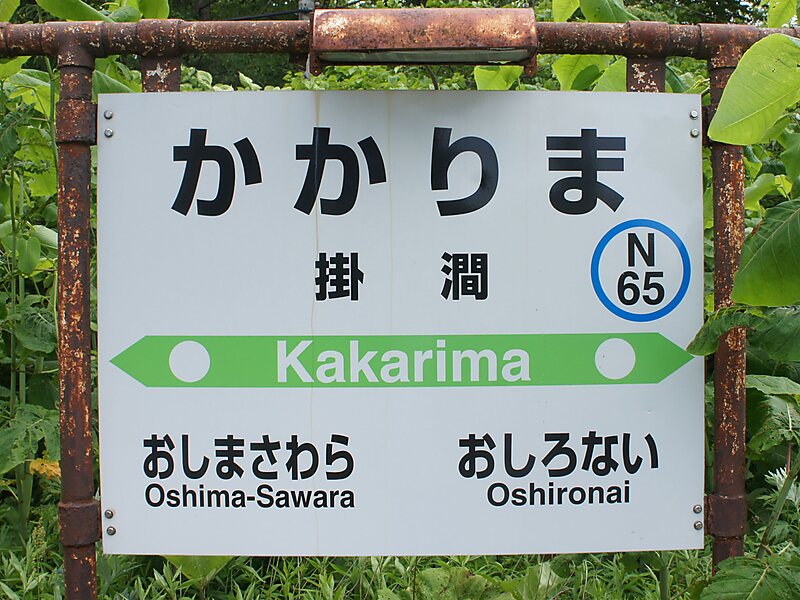 かかりま
掛澗
N
65
Kakarima
おしまさわら
Oshima-Sawara
おしろない
Oshironai